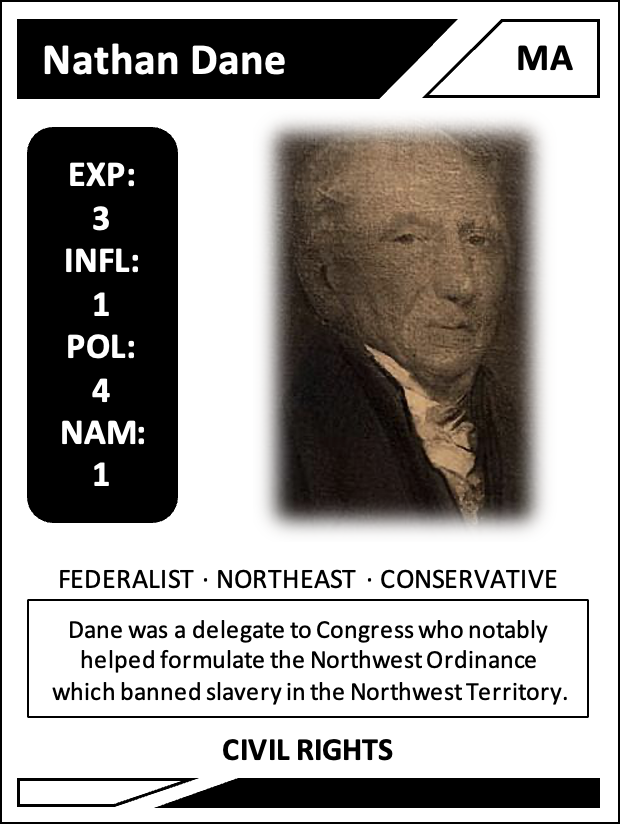 Nathan Dane
MA
EXP:
3
INFL:
1
POL:
4
NAM:
1
FEDERALIST · NORTHEAST · CONSERVATIVE
Dane was a delegate to Congress who notably
helped formulate the Northwest Ordinance
which banned slavery in the Northwest Territory.
CIVIL RIGHTS